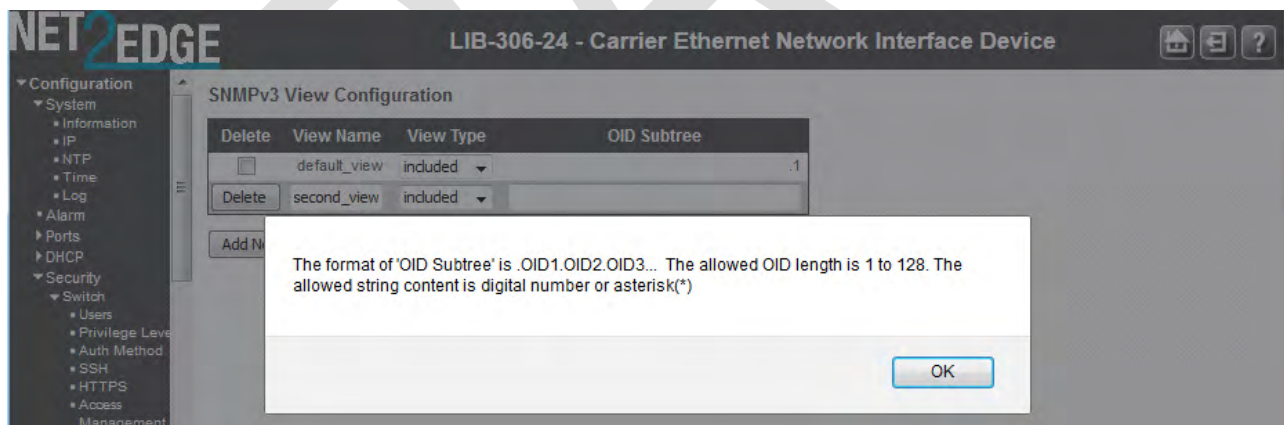 NET2EDGE
LIB-306-24 - Carrier Ethernet Network Interface Device
?
Configuration
System
Information
IP
NTP
Time
Log
Alarm
Ports
DHCP
Security
Switch
Users
Privilege Leve
Auth Method
SSH
HTTPS
Access
Management
SNMPv3 View Configuration
Delete View Name View Type OID Subtree
default_view included .1
Delete second_view included
Add Ne
The format of 'OID Subtree' is .OID1.OID2.OID3... The allowed OID length is 1 to 128. The
allowed string content is digital number or asterisk(*)
OK